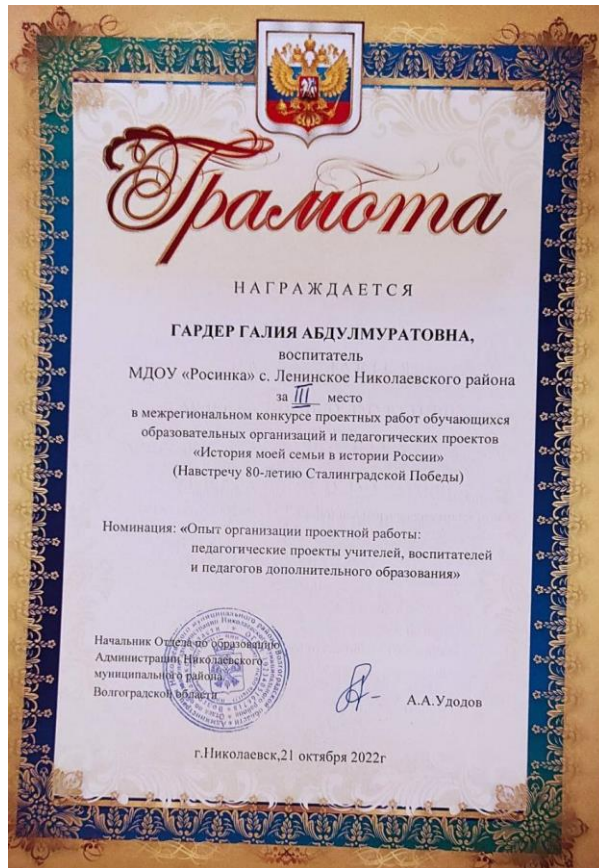 Грамота
НАГРАЖДАЕТСЯ
ГАРДЕР ГАЛИЯ АБДУЛМУРАТОВНА,
воспитатель
МДОУ «Росинка» с. Ленинское Николаевского района
за III место
в межрегиональном конкурсе проектных работ обучающихся
образовательных организаций и педагогических проектов
«История моей семьи в истории России»
(Навстречу 80-летию Сталинградской Победы)
Номинация: «Опыт организации проектной работы:
педагогические проекты учителей, воспитателей
и педагогов дополнительного образования»
Начальник Отдела по образованию
Администрации Николаевского
муниципального района
Волгоградской области
А.А.Удодов
г.Николаевск,21 октября 2022г